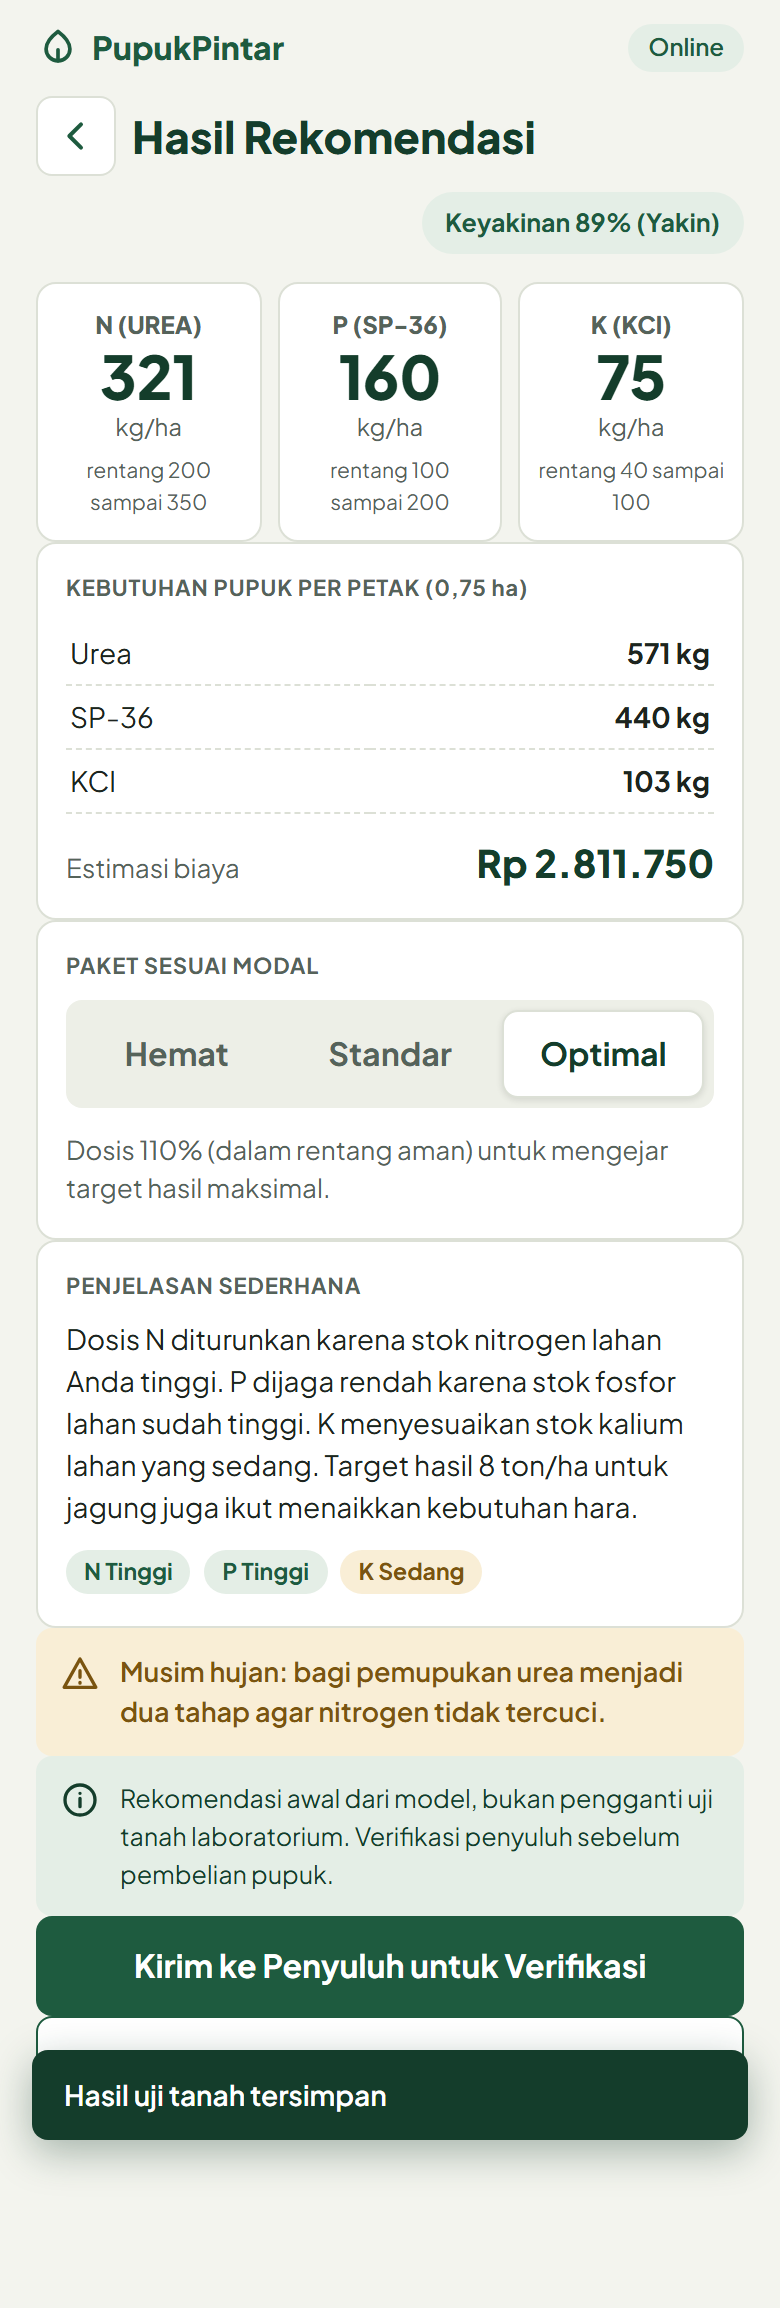 PupukPintar
Online
Hasil Rekomendasi
Keyakinan 89% (Yakin)
N (UREA)
321
kg/ha
rentang 200
sampai 350
P (SP-36)
160
kg/ha
rentang 100
sampai 200
K (KCl)
75
kg/ha
rentang 40 sampai
100
KEBUTUHAN PUPUK PER PETAK (0,75 ha)
Urea 571 kg
SP-36 440 kg
KCl 103 kg
Estimasi biaya Rp 2.811.750
PAKET SESUAI MODAL
Hemat Standar Optimal
Dosis 110% (dalam rentang aman) untuk mengejar
target hasil maksimal.
PENJELASAN SEDERHANA
Dosis N diturunkan karena stok nitrogen lahan
Anda tinggi. P dijaga rendah karena stok fosfor
lahan sudah tinggi. K menyesuaikan stok kalium
lahan yang sedang. Target hasil 8 ton/ha untuk
jagung juga ikut menaikkan kebutuhan hara.
N Tinggi P Tinggi K Sedang
Musim hujan: bagi pemupukan urea menjadi
dua tahap agar nitrogen tidak tercuci.
Rekomendasi awal dari model, bukan pengganti uji
tanah laboratorium. Verifikasi penyuluh sebelum
pembelian pupuk.
Kirim ke Penyuluh untuk Verifikasi
Hasil uji tanah tersimpan